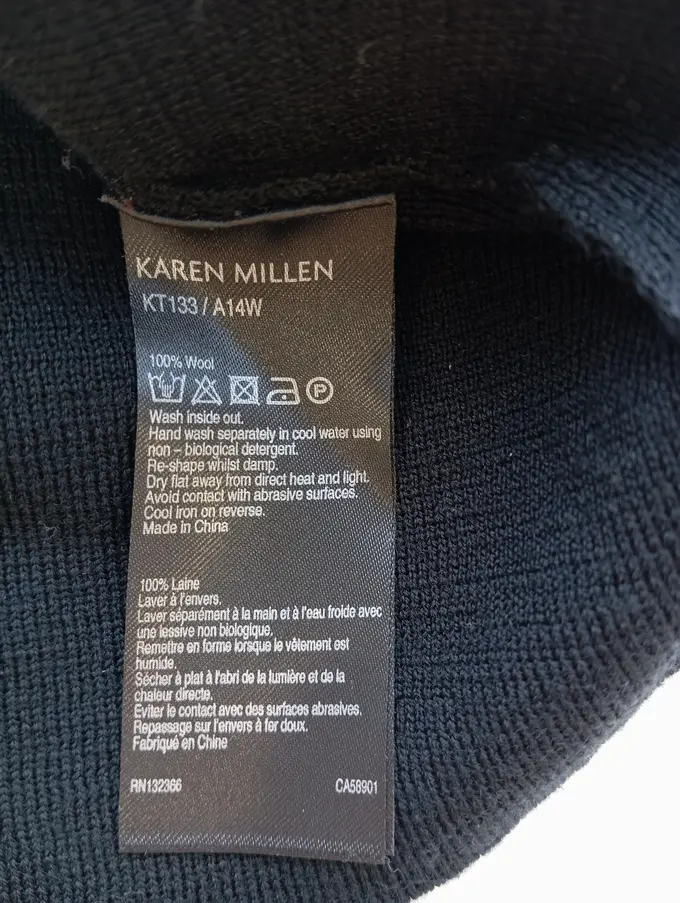 KAREN MILLEN
KT133 / A14W
100% Wool
P
Wash inside out.
Hand wash separately in cool water using
non – biological detergent.
Re-shape whilst damp.
Dry flat away from direct heat and light.
Avoid contact with abrasive surfaces.
Cool iron on reverse.
Made in China
100% Laine
Laver à l'envers.
Laver séparément à la main et à l'eau froide avec
une lessive non biologique.
Remettre en forme lorsque le vêtement est
humide.
Sécher à plat à l'abri de la lumière et de la
chaleur directe.
Eviter le contact avec des surfaces abrasives.
Repassage sur l'envers à fer doux.
Fabriqué en Chine
RN132366 CA56901